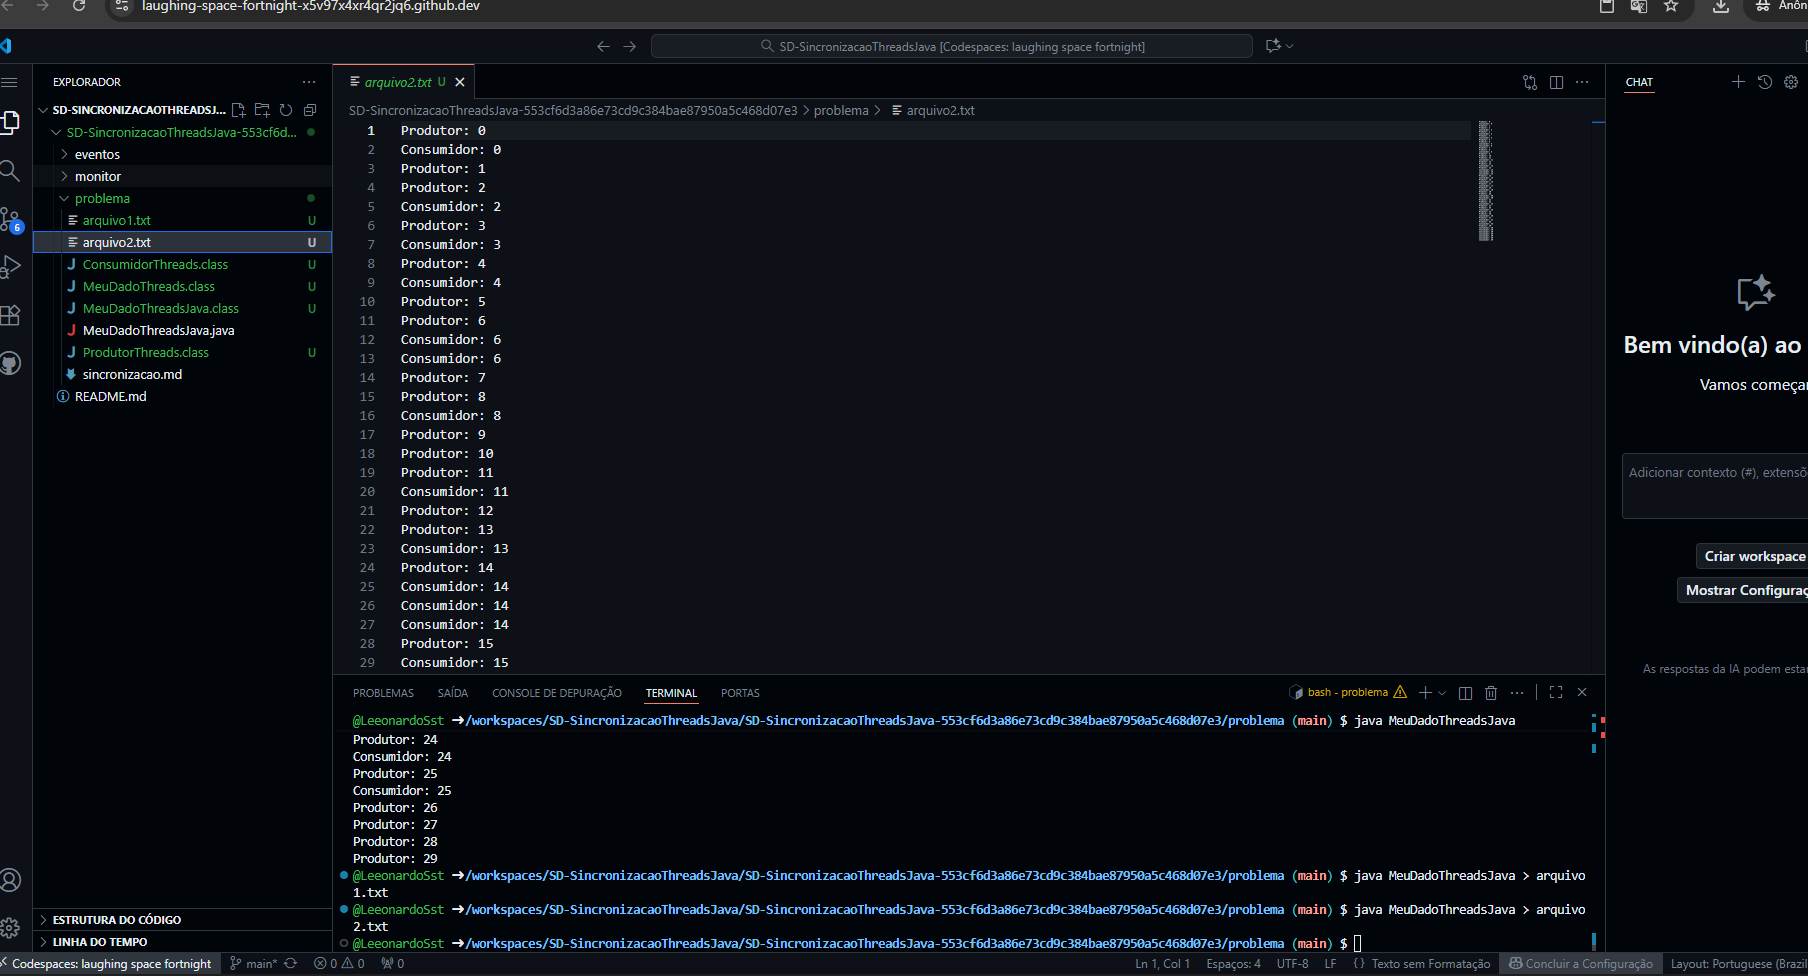 laughing-space-fortnight-x5v97x4xr4qr2jq6.github.dev
Anôn
SD-SincronizacaoThreadsJava [Codespaces: laughing space fortnight]
EXPLORADOR
SD-SINCRONIZACAOTHREADSJ...
SD-SincronizacaoThreadsJava-553cf6d...
eventos
monitor
problema
arquivo1.txt U
arquivo2.txt U
ConsumidorThreads.class U
MeuDadoThreads.class U
MeuDadoThreadsJava.class U
MeuDadoThreadsJava.java
ProdutorThreads.class U
sincronizacao.md
README.md
6
ESTRUTURA DO CÓDIGO
LINHA DO TEMPO
arquivo2.txt U
SD-SincronizacaoThreadsJava-553cf6d3a86e73cd9c384bae87950a5c468d07e3 > problema > arquivo2.txt
1 Produtor: 0
2 Consumidor: 0
3 Produtor: 1
4 Produtor: 2
5 Consumidor: 2
6 Produtor: 3
7 Consumidor: 3
8 Produtor: 4
9 Consumidor: 4
10 Produtor: 5
11 Produtor: 6
12 Consumidor: 6
13 Consumidor: 6
14 Produtor: 7
15 Produtor: 8
16 Consumidor: 8
17 Produtor: 9
18 Produtor: 10
19 Produtor: 11
20 Consumidor: 11
21 Produtor: 12
22 Produtor: 13
23 Consumidor: 13
24 Produtor: 14
25 Consumidor: 14
26 Consumidor: 14
27 Consumidor: 14
28 Produtor: 15
29 Consumidor: 15
PROBLEMAS SAÍDA CONSOLE DE DEPURAÇÃO TERMINAL PORTAS
bash - problema
@LeeonardoSst ➜/workspaces/SD-SincronizacaoThreadsJava/SD-SincronizacaoThreadsJava-553cf6d3a86e73cd9c384bae87950a5c468d07e3/problema (main) $ java MeuDadoThreadsJava
Produtor: 24
Consumidor: 24
Produtor: 25
Consumidor: 25
Produtor: 26
Produtor: 27
Produtor: 28
Produtor: 29
@LeeonardoSst ➜/workspaces/SD-SincronizacaoThreadsJava/SD-SincronizacaoThreadsJava-553cf6d3a86e73cd9c384bae87950a5c468d07e3/problema (main) $ java MeuDadoThreadsJava > arquivo
1.txt
@LeeonardoSst ➜/workspaces/SD-SincronizacaoThreadsJava/SD-SincronizacaoThreadsJava-553cf6d3a86e73cd9c384bae87950a5c468d07e3/problema (main) $ java MeuDadoThreadsJava > arquivo
2.txt
@LeeonardoSst ➜/workspaces/SD-SincronizacaoThreadsJava/SD-SincronizacaoThreadsJava-553cf6d3a86e73cd9c384bae87950a5c468d07e3/problema (main) $
CHAT
Bem vindo(a) ao
Vamos começar
Adicionar contexto (#), extensõe
Criar workspace
Mostrar Configuraç
As respostas da IA podem estar
Codespaces: laughing space fortnight main* 0 0 0
Ln 1, Col 1 Espaços: 4 UTF-8 LF {} Texto sem Formatação Concluir a Configuração Layout: Portuguese (Brazil